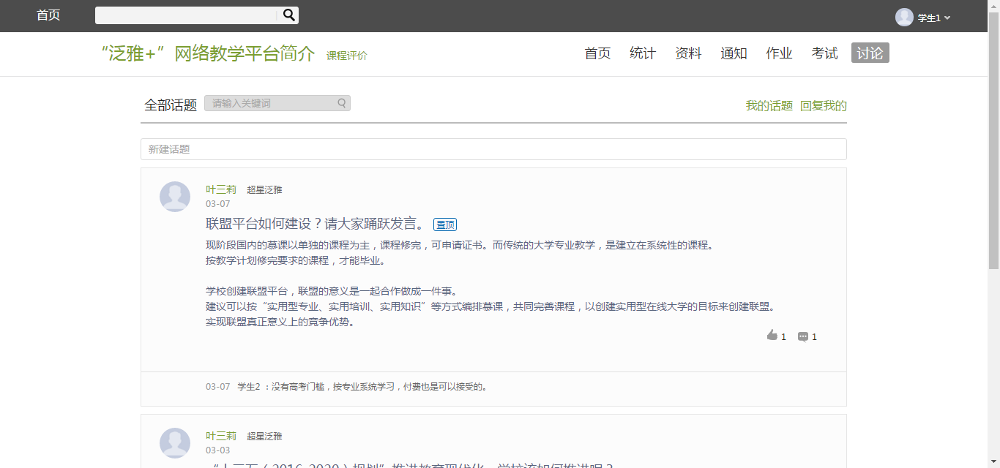 首页
学生1
“泛雅+”网络教学平台简介 课程评价
首页 统计 资料 通知 作业 考试 讨论
全部话题 请输入关键词
我的话题 回复我的
新建话题
叶三莉 超星泛雅
03-07
联盟平台如何建设？请大家踊跃发言。 置顶
现阶段国内的慕课以单独的课程为主，课程修完，可申请证书。而传统的大学专业教学，是建立在系统性的课程。
按教学计划修完要求的课程，才能毕业。
学校创建联盟平台，联盟的意义是一起合作做成一件事。
建议可以按“实用型专业、实用培训、实用知识”等方式编排慕课，共同完善课程，以创建实用型在线大学的目标来创建联盟。
实现联盟真正意义上的竞争优势。
1 1
03-07 学生2 ：没有高考门槛，按专业系统学习，付费也是可以接受的。
叶三莉 超星泛雅
03-03
“十三五（2016-2020）规划”推进教育现代化，学校该如何推进呢？